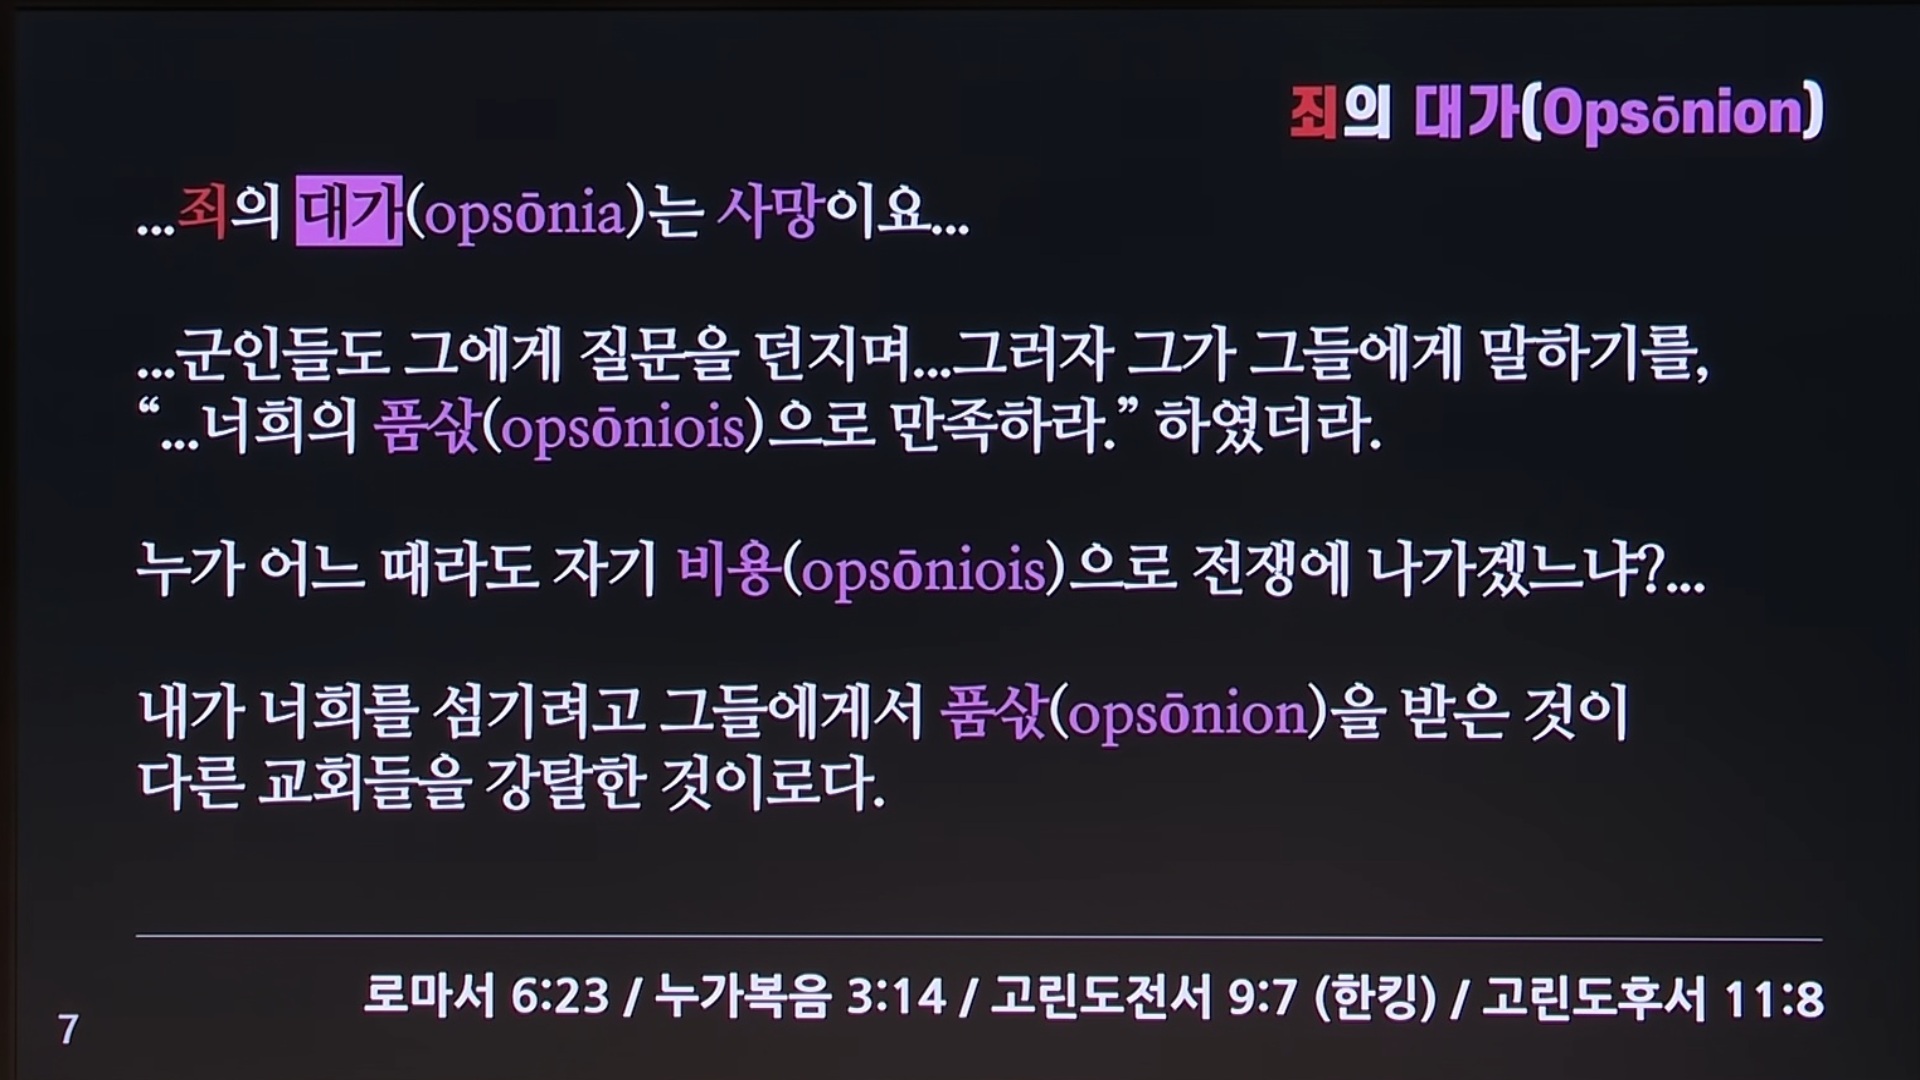 죄의 대가(Opsōnion)
...죄의 대가(opsōnia)는 사망이요...
...군인들도 그에게 질문을 던지며...그러자 그가 그들에게 말하기를,
“...너희의 품삯(opsōniois)으로 만족하라.” 하였더라.
누가 어느 때라도 자기 비용(opsōniois)으로 전쟁에 나가겠느냐?...
내가 너희를 섬기려고 그들에게서 품삯(opsōnion)을 받은 것이
다른 교회들을 강탈한 것이로다.
로마서 6:23 / 누가복음 3:14 / 고린도전서 9:7 (한킹) / 고린도후서 11:8
7